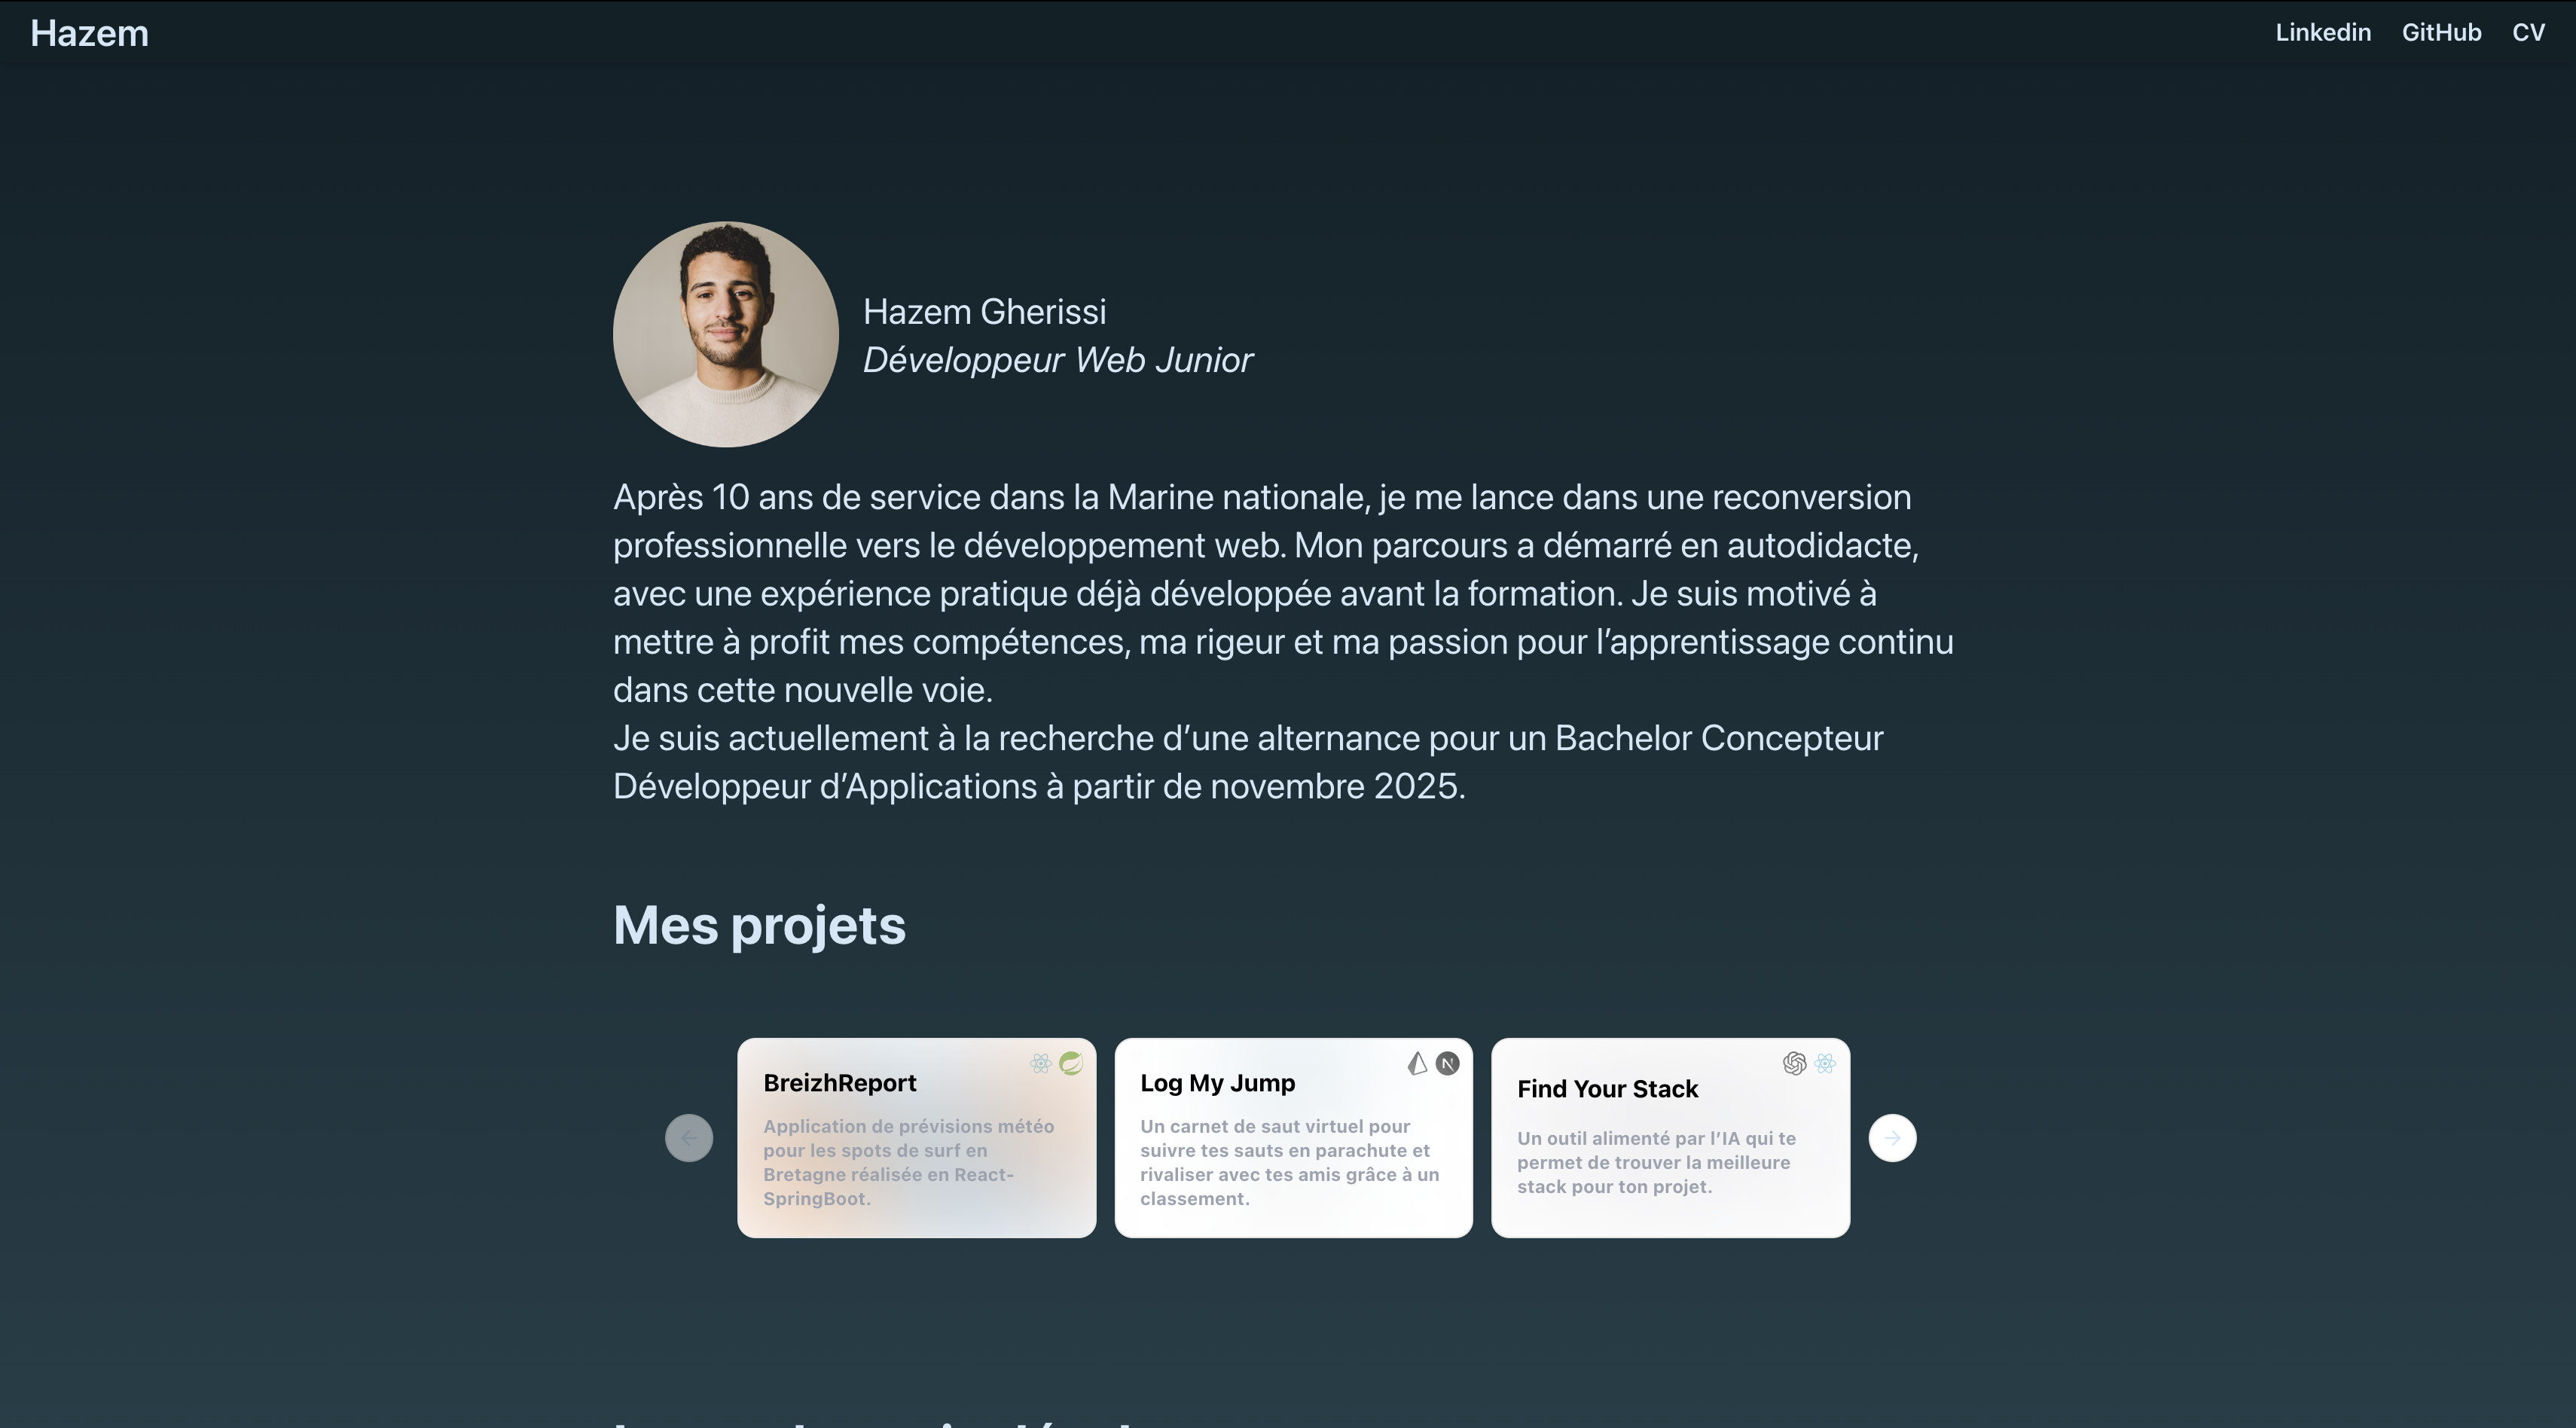 Hazem
Linkedin GitHub CV
Hazem Gherissi
Développeur Web Junior
Après 10 ans de service dans la Marine nationale, je me lance dans une reconversion
professionnelle vers le développement web. Mon parcours a démarré en autodidacte,
avec une expérience pratique déjà développée avant la formation. Je suis motivé à
mettre à profit mes compétences, ma rigeur et ma passion pour l’apprentissage continu
dans cette nouvelle voie.
Je suis actuellement à la recherche d’une alternance pour un Bachelor Concepteur
Développeur d’Applications à partir de novembre 2025.
Mes projets
BreizhReport
Application de prévisions météo
pour les spots de surf en
Bretagne réalisée en React-
SpringBoot.
Log My Jump
Un carnet de saut virtuel pour
suivre tes sauts en parachute et
rivaliser avec tes amis grâce à un
classement.
Find Your Stack
Un outil alimenté par l’IA qui te
permet de trouver la meilleure
stack pour ton projet.